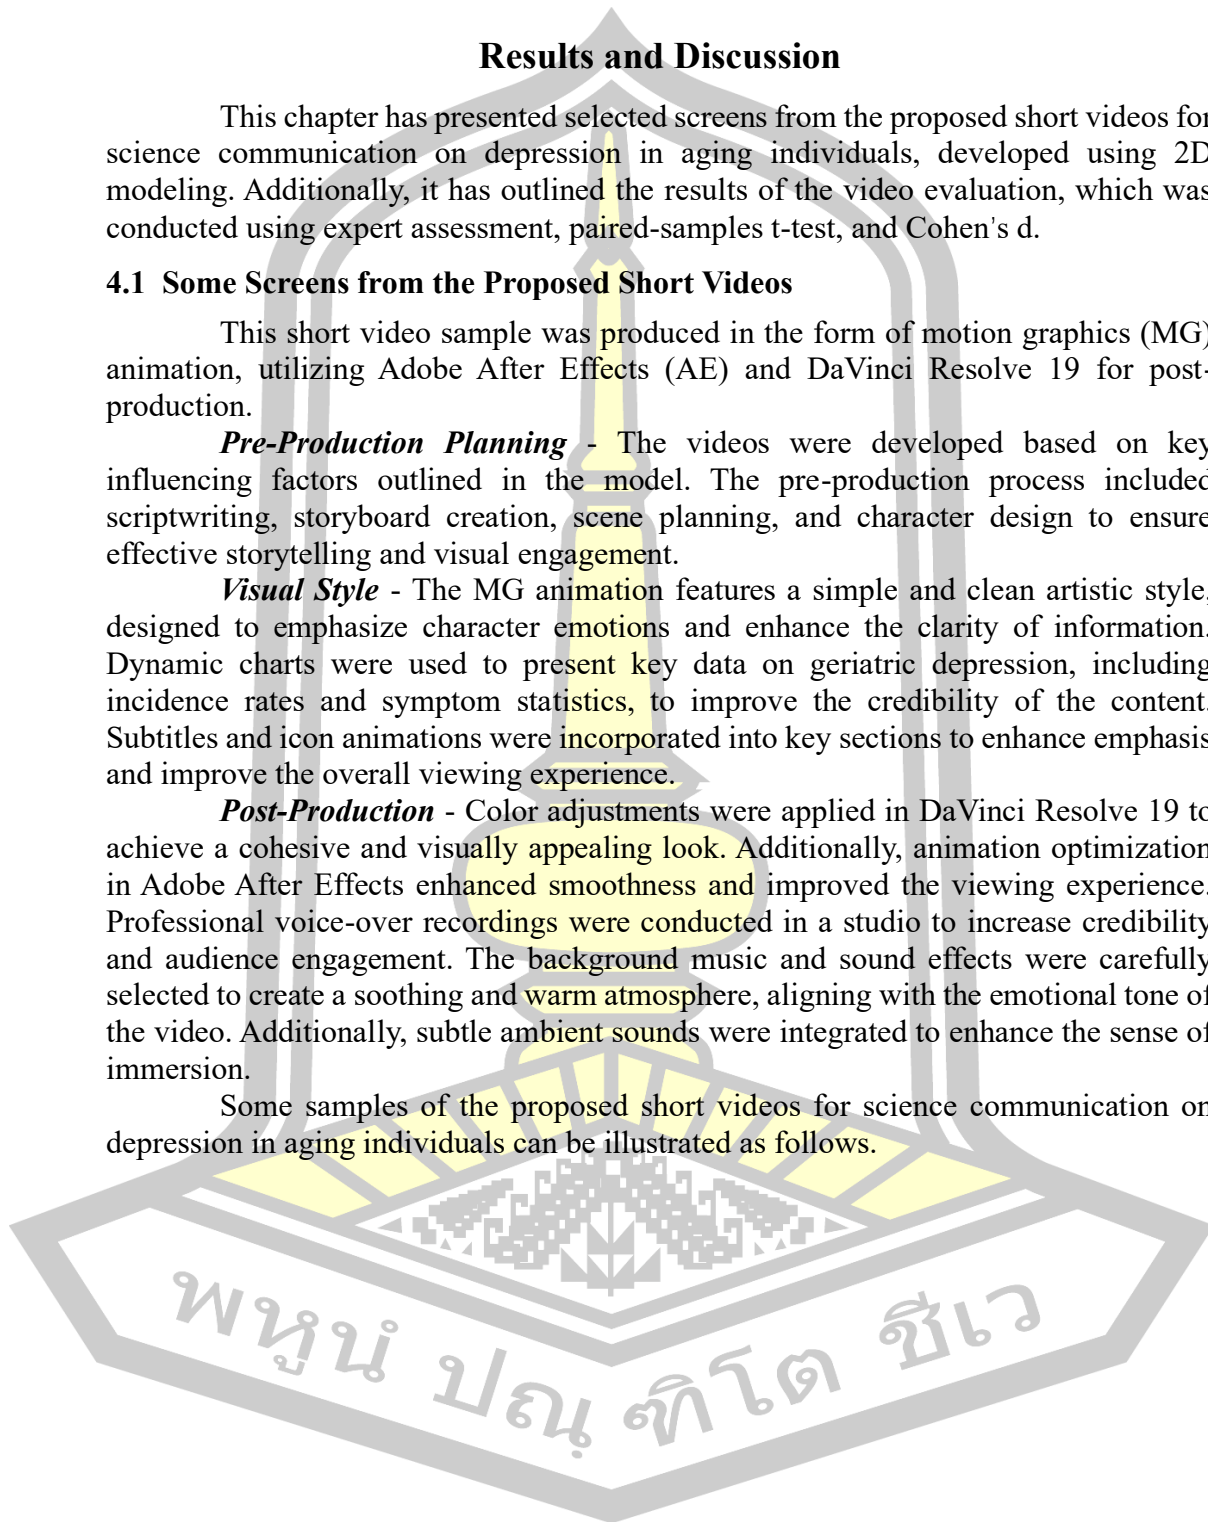 Results and Discussion
This chapter has presented selected screens from the proposed short videos for
science communication on depression in aging individuals, developed using 2D
modeling. Additionally, it has outlined the results of the video evaluation, which was
conducted using expert assessment, paired-samples t-test, and Cohen's d.
4.1 Some Screens from the Proposed Short Videos
This short video sample was produced in the form of motion graphics (MG)
animation, utilizing Adobe After Effects (AE) and DaVinci Resolve 19 for post-
production.
Pre-Production Planning - The videos were developed based on key
influencing factors outlined in the model. The pre-production process included
scriptwriting, storyboard creation, scene planning, and character design to ensure
effective storytelling and visual engagement.
Visual Style - The MG animation features a simple and clean artistic style,
designed to emphasize character emotions and enhance the clarity of information.
Dynamic charts were used to present key data on geriatric depression, including
incidence rates and symptom statistics, to improve the credibility of the content.
Subtitles and icon animations were incorporated into key sections to enhance emphasis
and improve the overall viewing experience.
Post-Production - Color adjustments were applied in DaVinci Resolve 19 to
achieve a cohesive and visually appealing look. Additionally, animation optimization
in Adobe After Effects enhanced smoothness and improved the viewing experience.
Professional voice-over recordings were conducted in a studio to increase credibility
and audience engagement. The background music and sound effects were carefully
selected to create a soothing and warm atmosphere, aligning with the emotional tone of
the video. Additionally, subtle ambient sounds were integrated to enhance the sense of
immersion.
Some samples of the proposed short videos for science communication on
depression in aging individuals can be illustrated as follows.
พหูนํ ปณฺ ฑิโต ชีเว